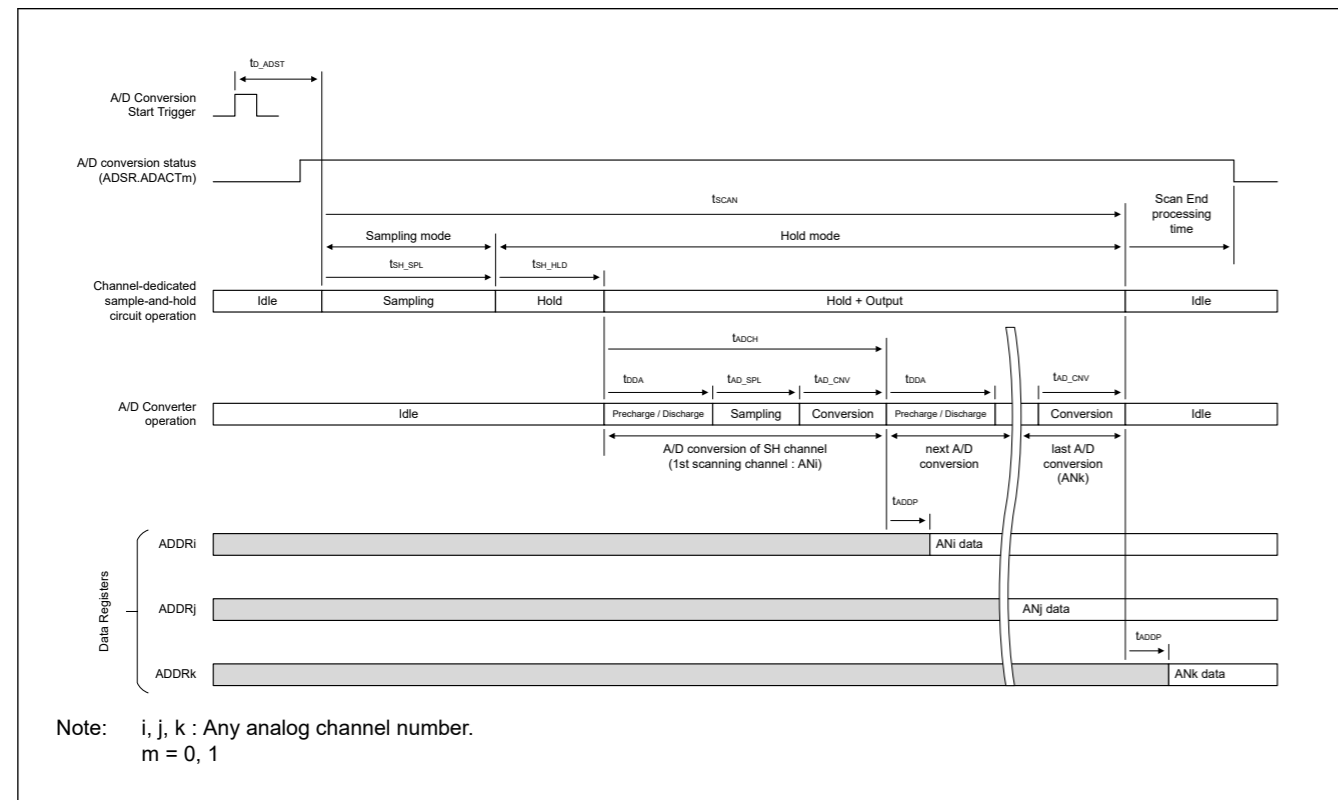 tD_ADST
A/D Conversion
Start Trigger
A/D conversion status
(ADSR.ADACTm)
tSCAN
Scan End
processing
time
Sampling mode
Hold mode
tSH_SPL
tSH_HLD
Channel-dedicated
sample-and-hold
circuit operation
Idle
Sampling
Hold
Hold + Output
Idle
tADCH
tDDA
tAD_SPL
tAD_CNV
tDDA
tAD_CNV
A/D Converter
operation
Idle
Precharge / Discharge
Sampling
Conversion
Precharge / Discharge
Conversion
Idle
A/D conversion of SH channel
(1st scanning channel : ANi)
next A/D
conversion
last A/D
conversion
(ANk)
tADDP
Data Registers
ADDRi
ANi data
ADDRj
ANj data
tADDP
ADDRk
ANk data
Note: i, j, k : Any analog channel number.
m = 0, 1